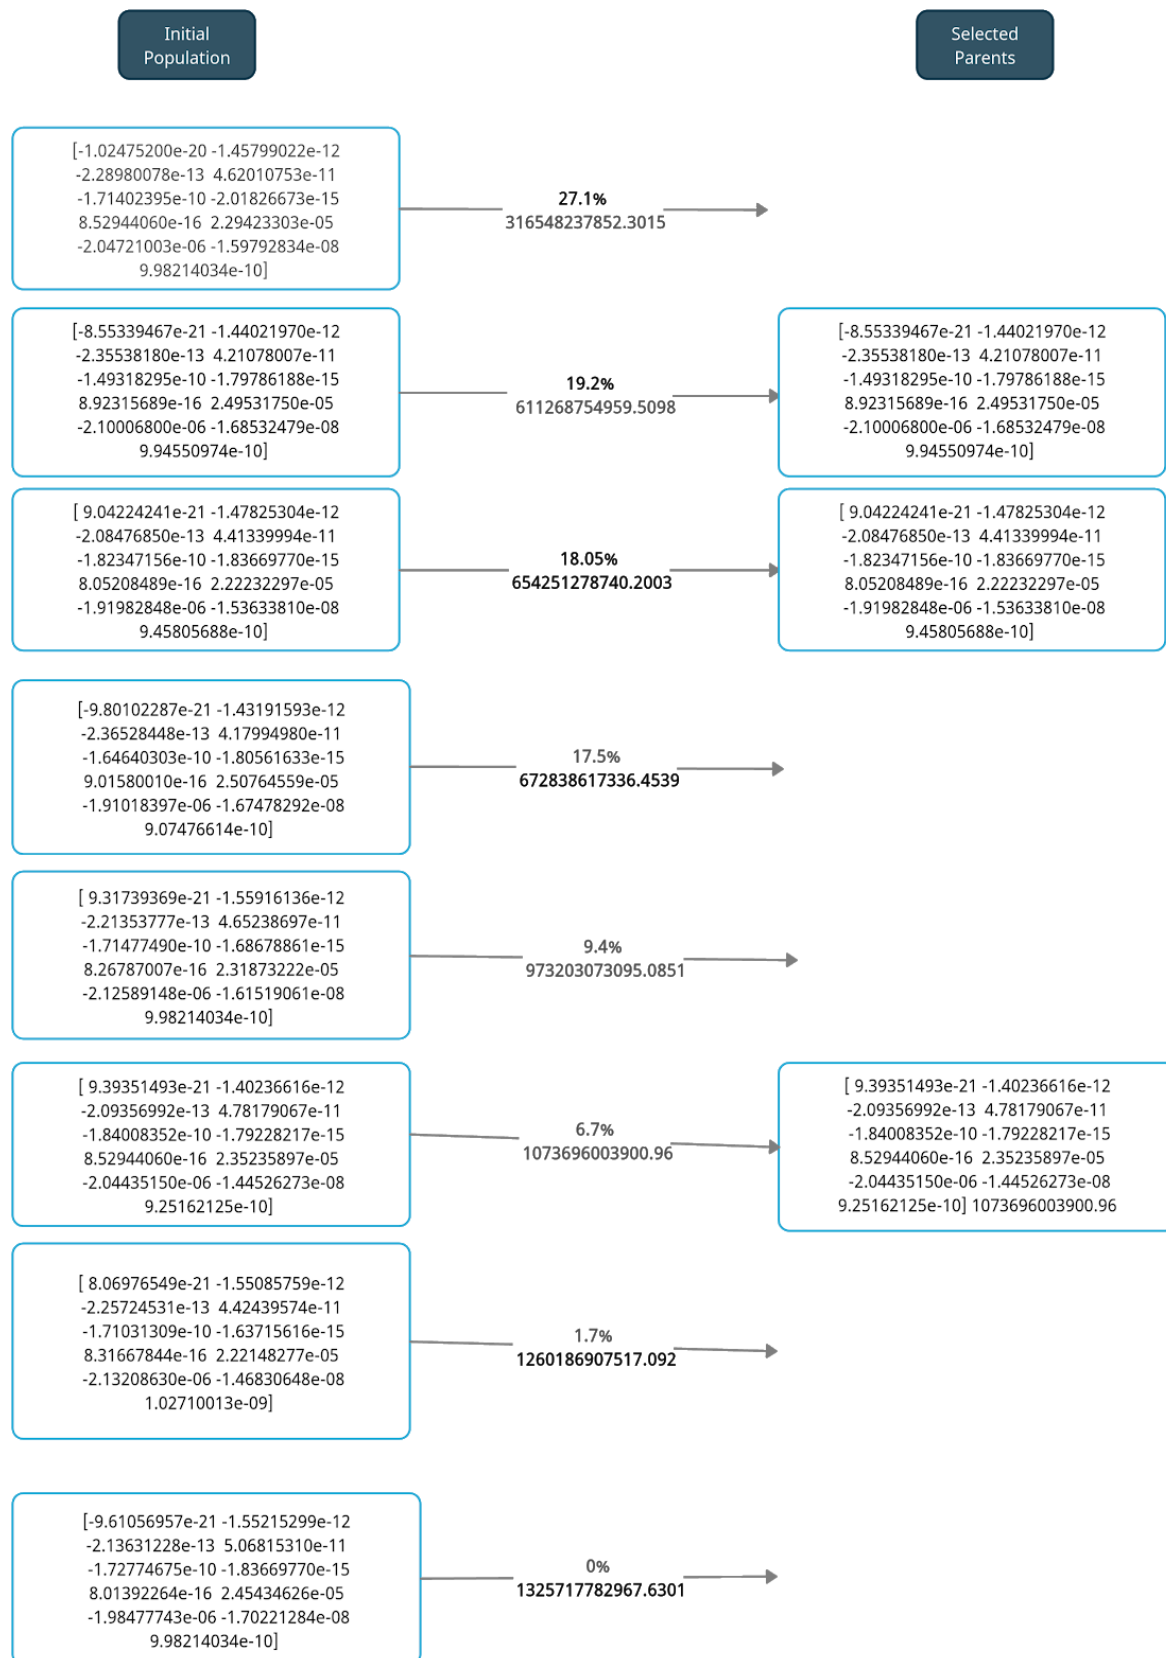 Initial
Population
Selected
Parents
[-1.02475200e-20 -1.45799022e-12
-2.28980078e-13 4.62010753e-11
-1.71402395e-10 -2.01826673e-15
8.52944060e-16 2.29423303e-05
-2.04721003e-06 -1.59792834e-08
9.98214034e-10]
27.1%
316548237852.3015
[-8.55339467e-21 -1.44021970e-12
-2.35538180e-13 4.21078007e-11
-1.49318295e-10 -1.79786188e-15
8.92315689e-16 2.49531750e-05
-2.10006800e-06 -1.68532479e-08
9.94550974e-10]
19.2%
611268754959.5098
[-8.55339467e-21 -1.44021970e-12
-2.35538180e-13 4.21078007e-11
-1.49318295e-10 -1.79786188e-15
8.92315689e-16 2.49531750e-05
-2.10006800e-06 -1.68532479e-08
9.94550974e-10]
[ 9.04224241e-21 -1.47825304e-12
-2.08476850e-13 4.41339994e-11
-1.82347156e-10 -1.83669770e-15
8.05208489e-16 2.22232297e-05
-1.91982848e-06 -1.53633810e-08
9.45805688e-10]
18.05%
654251278740.2003
[ 9.04224241e-21 -1.47825304e-12
-2.08476850e-13 4.41339994e-11
-1.82347156e-10 -1.83669770e-15
8.05208489e-16 2.22232297e-05
-1.91982848e-06 -1.53633810e-08
9.45805688e-10]
[-9.80102287e-21 -1.43191593e-12
-2.36528448e-13 4.17994980e-11
-1.64640303e-10 -1.80561633e-15
9.01580010e-16 2.50764559e-05
-1.91018397e-06 -1.67478292e-08
9.07476614e-10]
17.5%
672838617336.4539
[ 9.31739369e-21 -1.55916136e-12
-2.21353777e-13 4.65238697e-11
-1.71477490e-10 -1.68678861e-15
8.26787007e-16 2.31873222e-05
-2.12589148e-06 -1.61519061e-08
9.98214034e-10]
9.4%
973203073095.0851
[ 9.39351493e-21 -1.40236616e-12
-2.09356992e-13 4.78179067e-11
-1.84008352e-10 -1.79228217e-15
8.52944060e-16 2.35235897e-05
-2.04435150e-06 -1.44526273e-08
9.25162125e-10]
6.7%
1073696003900.96
[ 9.39351493e-21 -1.40236616e-12
-2.09356992e-13 4.78179067e-11
-1.84008352e-10 -1.79228217e-15
8.52944060e-16 2.35235897e-05
-2.04435150e-06 -1.44526273e-08
9.25162125e-10] 1073696003900.96
[ 8.06976549e-21 -1.55085759e-12
-2.25724531e-13 4.42439574e-11
-1.71031309e-10 -1.63715616e-15
8.31667844e-16 2.22148277e-05
-2.13208630e-06 -1.46830648e-08
1.02710013e-09]
1.7%
1260186907517.092
[-9.61056957e-21 -1.55215299e-12
-2.13631228e-13 5.06815310e-11
-1.72774675e-10 -1.83669770e-15
8.01392264e-16 2.45434626e-05
-1.98477743e-06 -1.70221284e-08
9.98214034e-10]
0%
1325717782967.6301